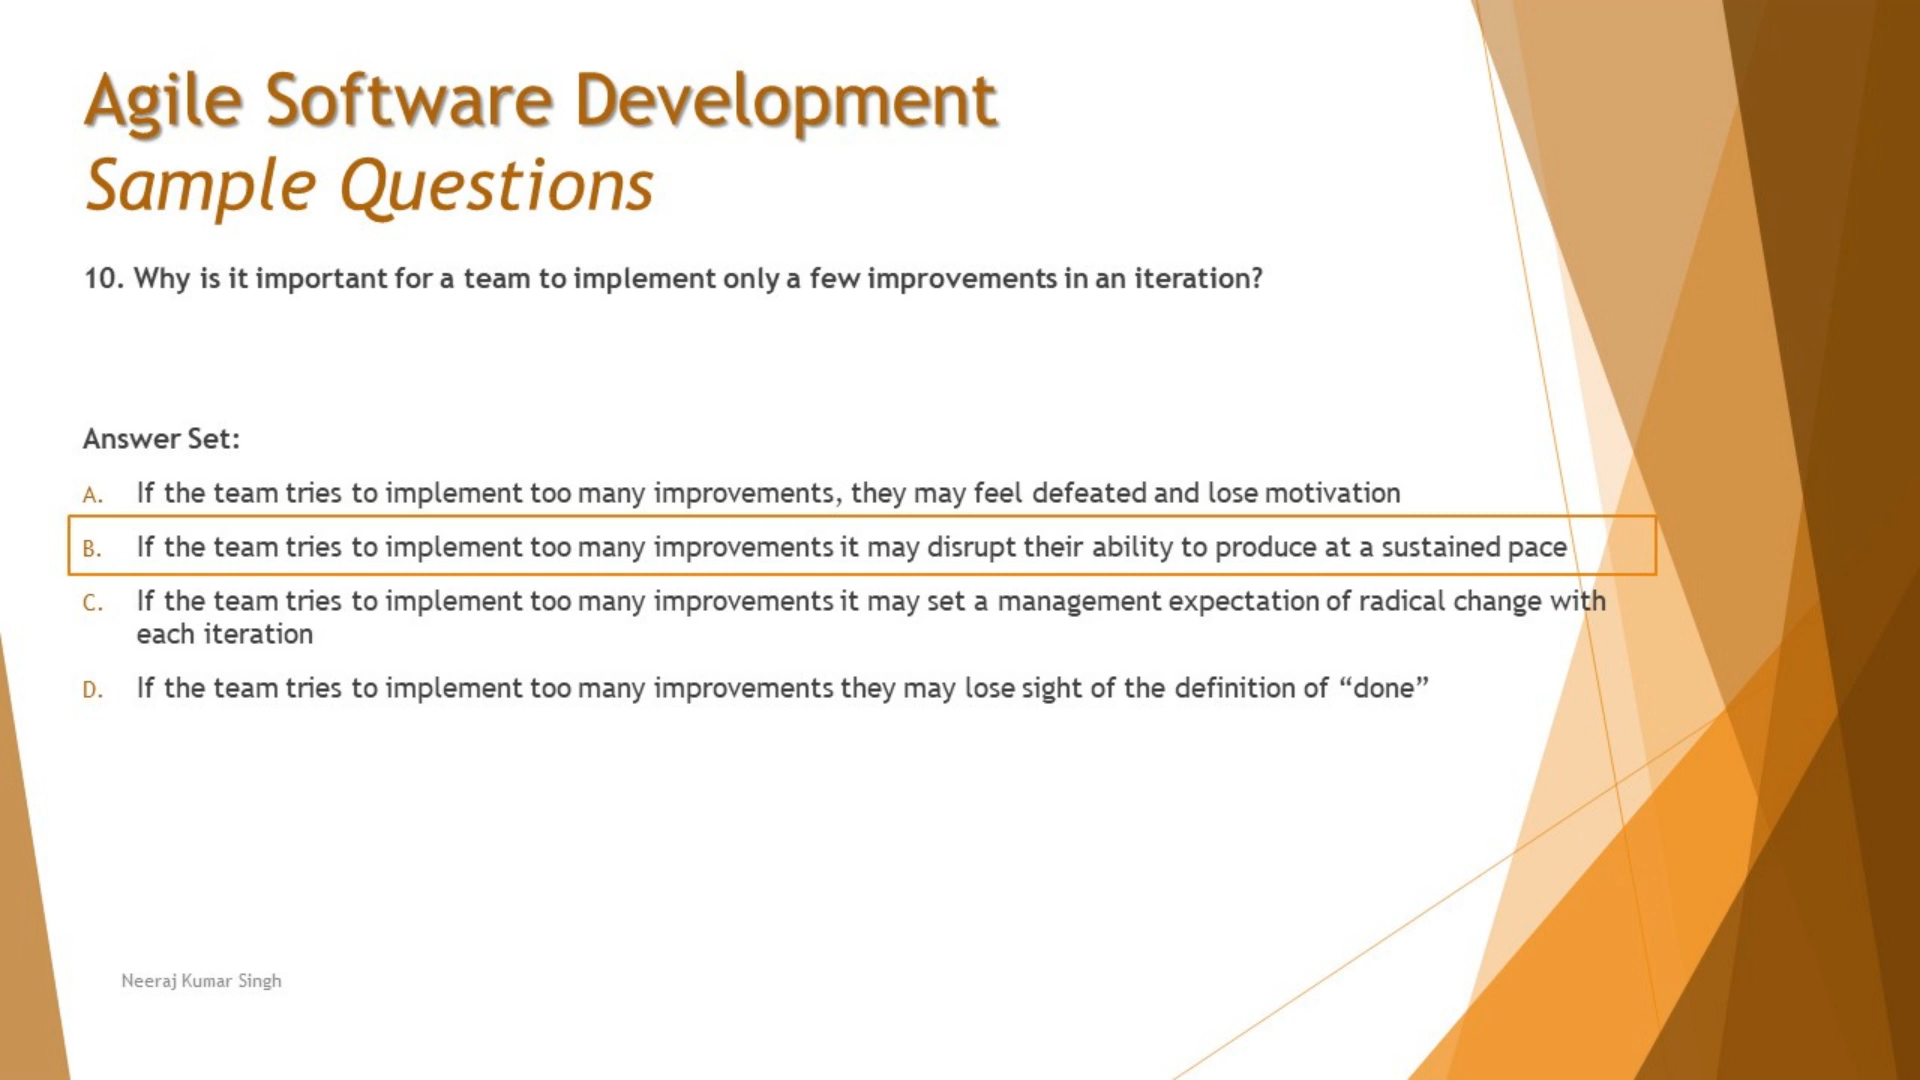 Agile Software Development
Sample Questions
10. Why is it important for a team to implement only a few improvements in an iteration?
Answer Set:
A. If the team tries to implement too many improvements, they may feel defeated and lose motivation
B. If the team tries to implement too many improvements it may disrupt their ability to produce at a sustained pace
C. If the team tries to implement too many improvements it may set a management expectation of radical change with
each iteration
D. If the team tries to implement too many improvements they may lose sight of the definition of “done”
Neeraj Kumar Singh